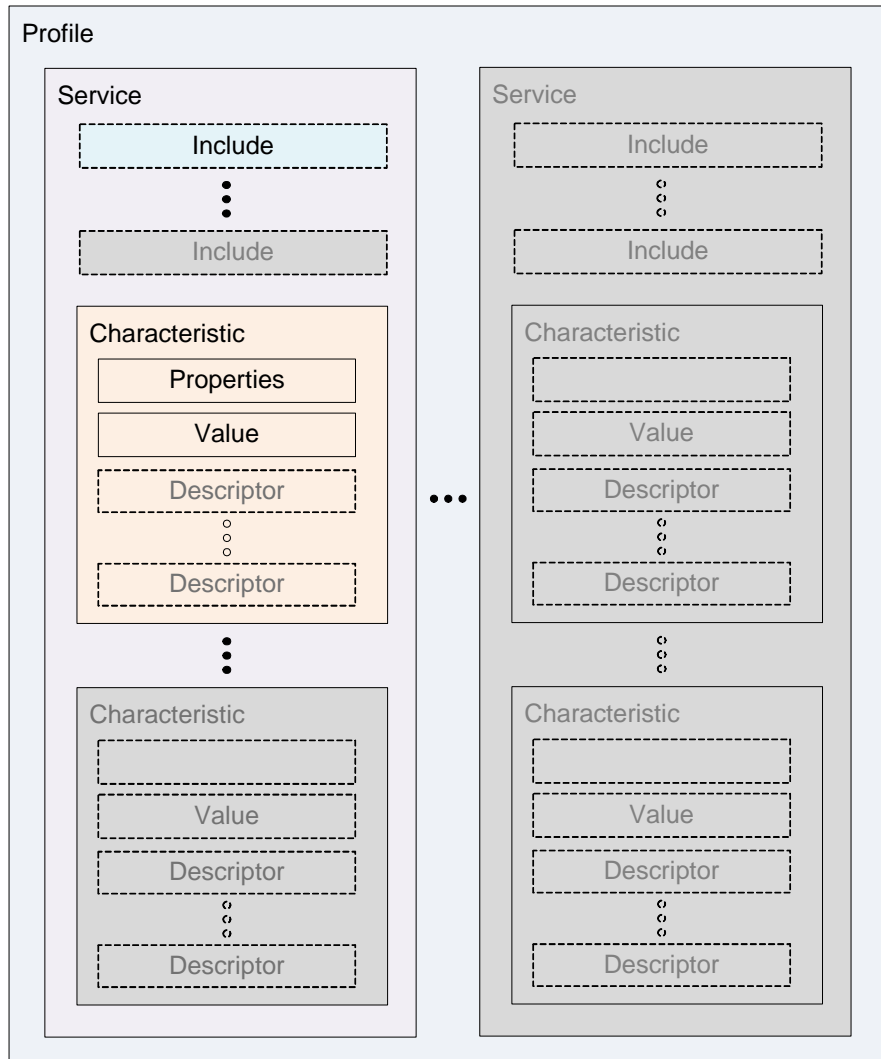 Profile
Service
Include
Include
Characteristic
Properties
Value
Descriptor
Descriptor
Characteristic
Value
Descriptor
Descriptor
Service
Include
Include
Characteristic
Value
Descriptor
Descriptor
Characteristic
Value
Descriptor
Descriptor